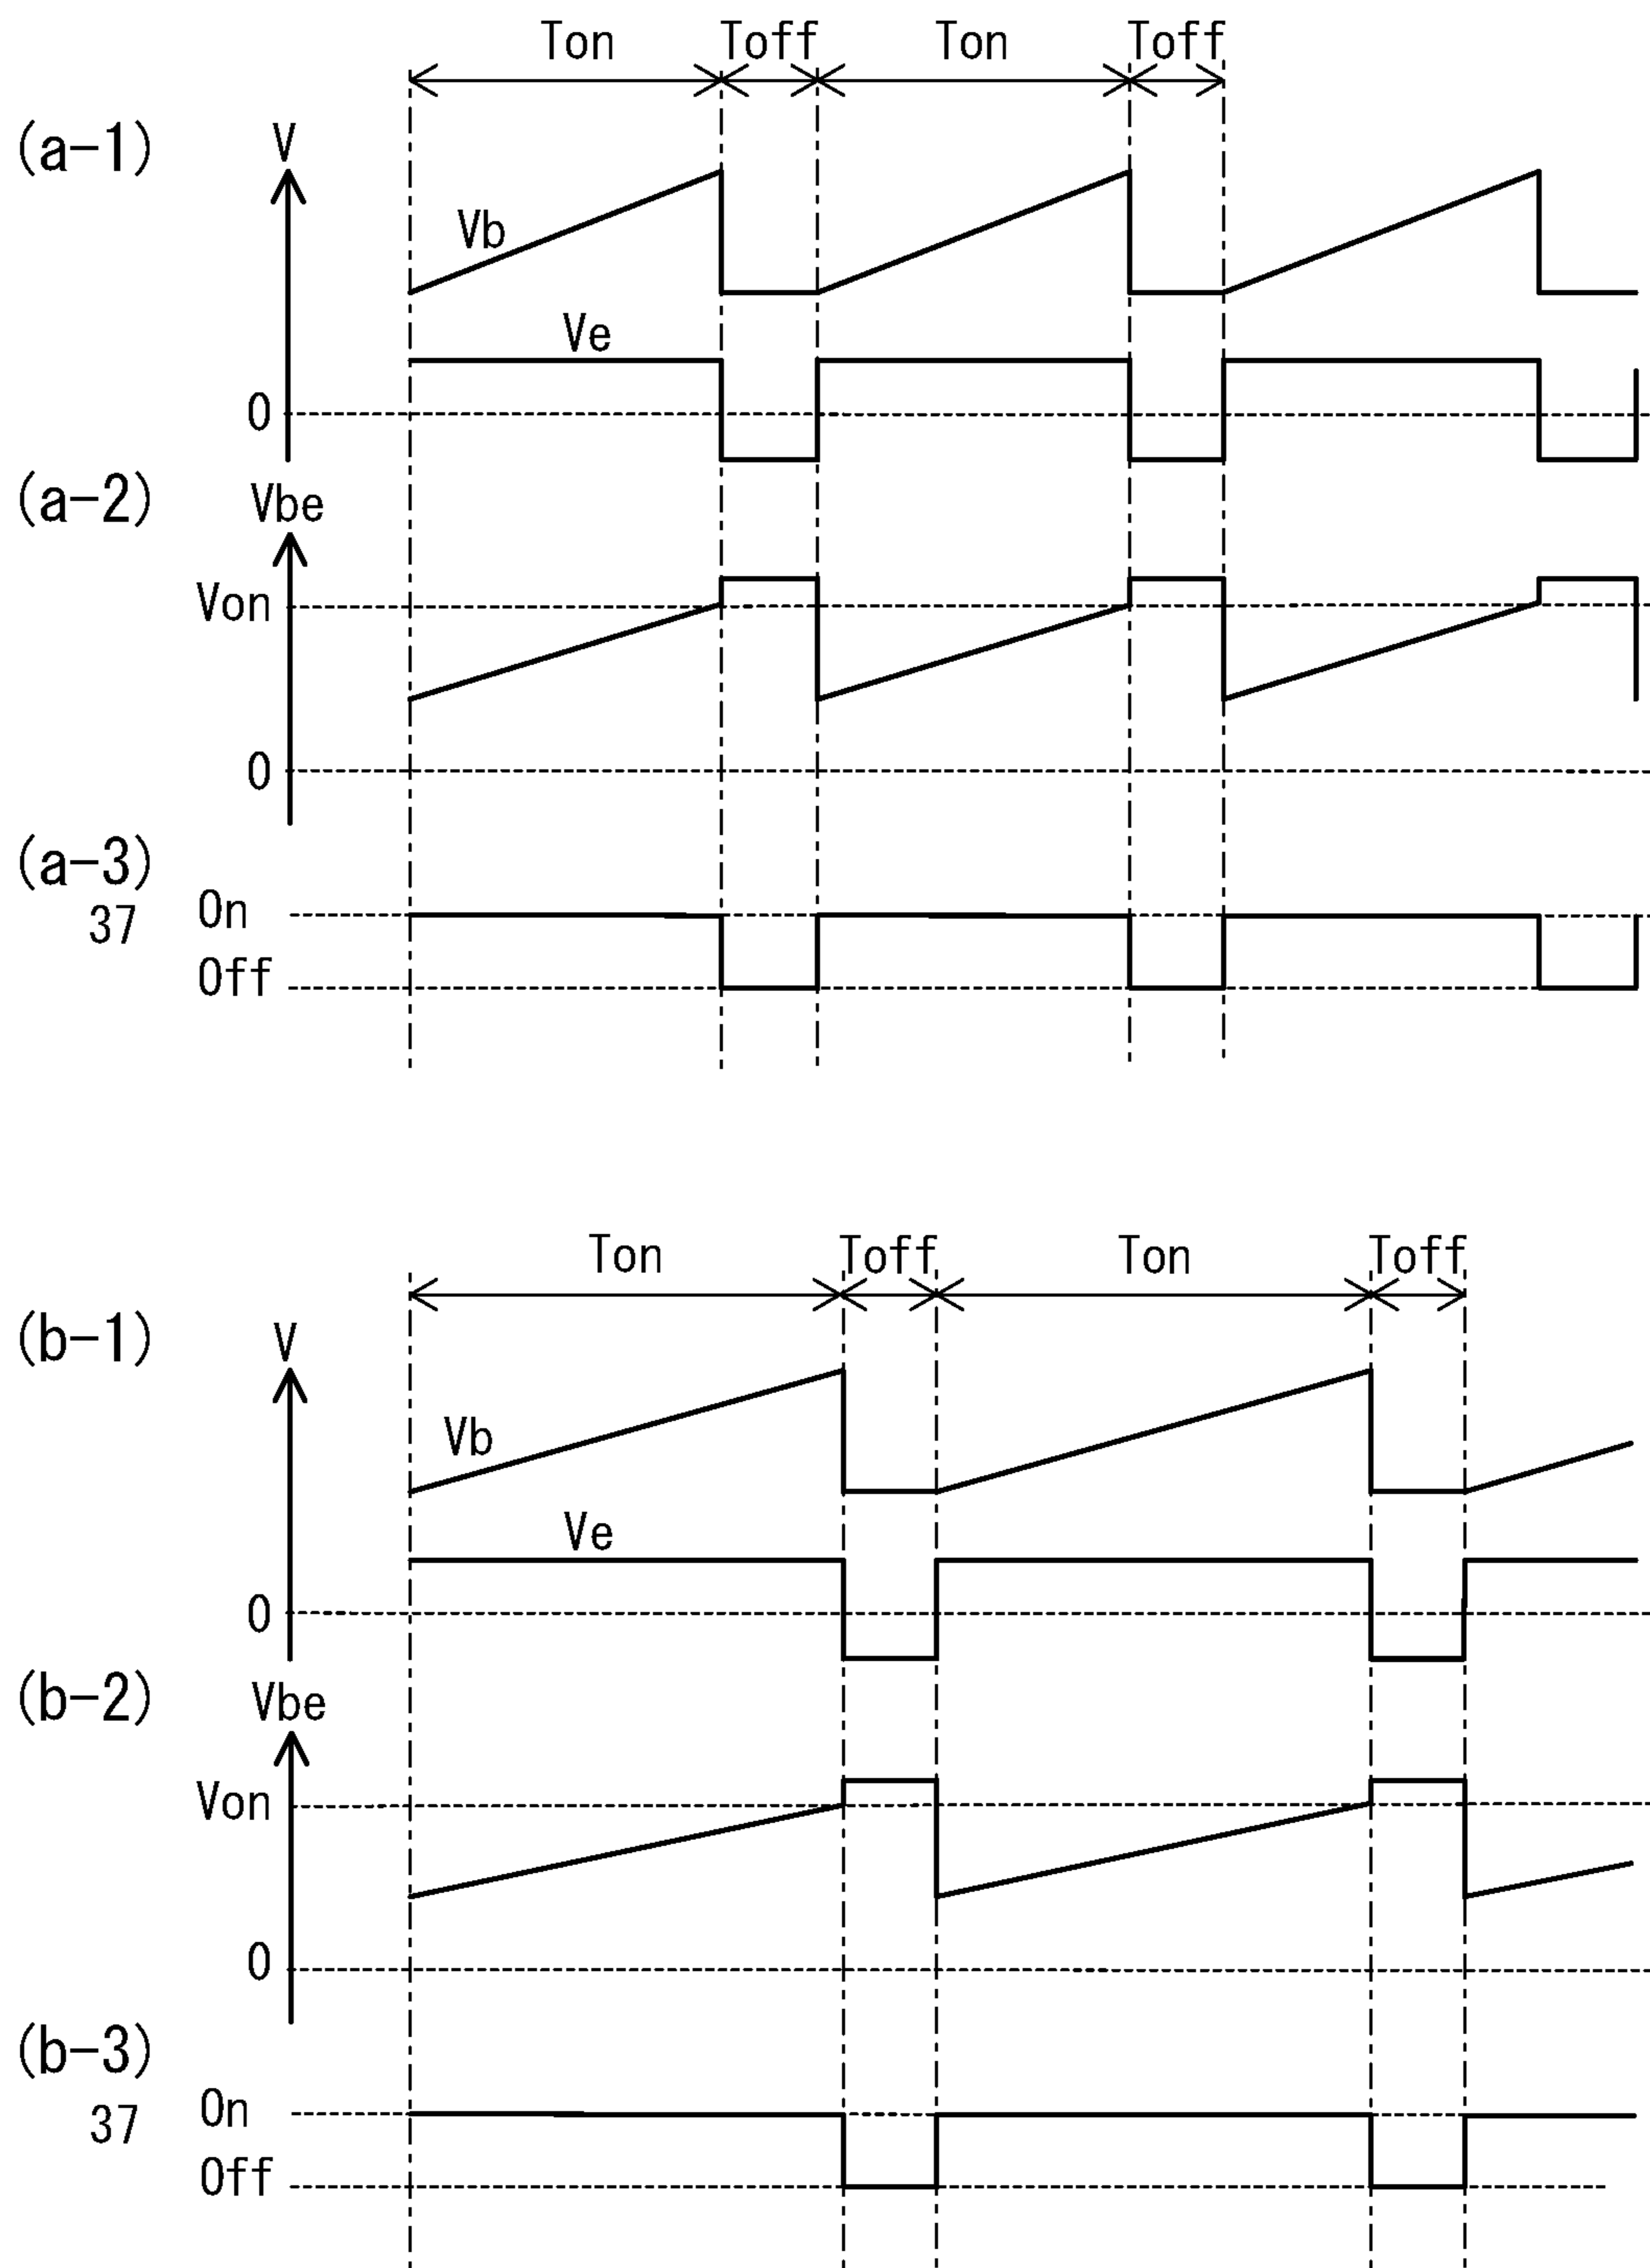 Ton Toff Ton Toff
(a-1) V
Vb
Ve
0
(a-2) Vbe
Von
0
(a-3)
37 On
Off
Ton Toff Ton Toff
(b-1) V
Vb
Ve
0
(b-2) Vbe
Von
0
(b-3)
37 On
Off